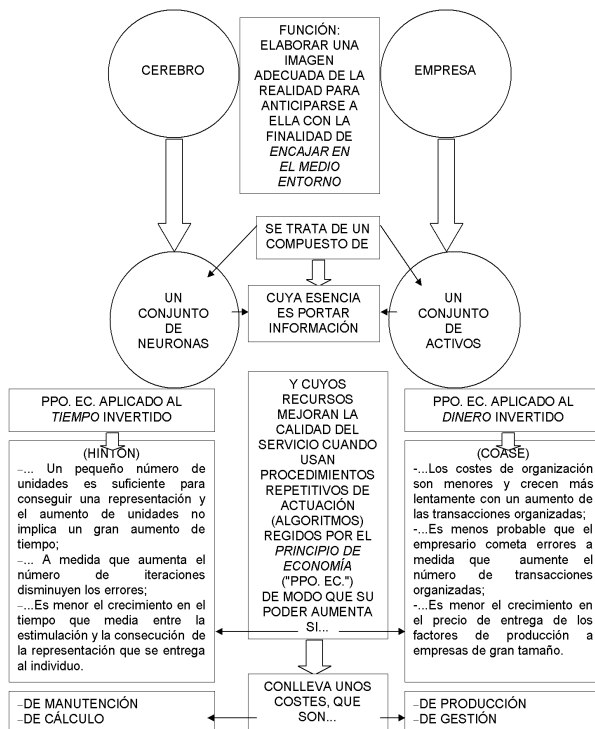 CEREBRO
FUNCIÓN:
ELABORAR UNA
IMAGEN
ADECUADA DE LA
REALIDAD PARA
ANTICIPARSE A
ELLA CON LA
FINALIDAD DE
ENCAJAR EN
EL MEDIO
ENTORNO
EMPRESA
SE TRATA DE UN
COMPUESTO DE
UN
CONJUNTO
DE
NEURONAS
CUYA ESENCIA
ES PORTAR
INFORMACIÓN
UN
CONJUNTO
DE
ACTIVOS
PPO. EC. APLICADO AL
TIEMPO INVERTIDO
(HINTON)
–... Un pequeño número de
unidades es suficiente para
conseguir una representación y
el aumento de unidades no
implica un gran aumento de
tiempo;
–... A medida que aumenta el
número de iteraciones
disminuyen los errores;
–...Es menor el crecimiento en el
tiempo que media entre la
estimulación y la consecución de
la representación que se entrega
al individuo.
Y CUYOS
RECURSOS
MEJORAN LA
CALIDAD DEL
SERVICIO CUANDO
USAN
PROCEDIMIENTOS
REPETITIVOS DE
ACTUACIÓN
(ALGORITMOS)
REGIDOS POR EL
PRINCIPIO DE
ECONOMÍA
("PPO. EC.")
DE MODO QUE SU
PODER AUMENTA
SI...
PPO. EC. APLICADO AL
DINERO INVERTIDO
(COASE)
-...Los costes de organización
son menores y crecen más
lentamente con un aumento de
las transacciones organizadas;
-...Es menos probable que el
empresario cometa errores a
medida que aumente el
número de transacciones
organizadas;
-...Es menor el crecimiento en
el precio de entrega de los
factores de producción a
empresas de gran tamaño.
CONLLEVA UNOS
COSTES, QUE
SON...
–DE MANUTENCIÓN
–DE CÁLCULO
–DE PRODUCCIÓN
–DE GESTIÓN